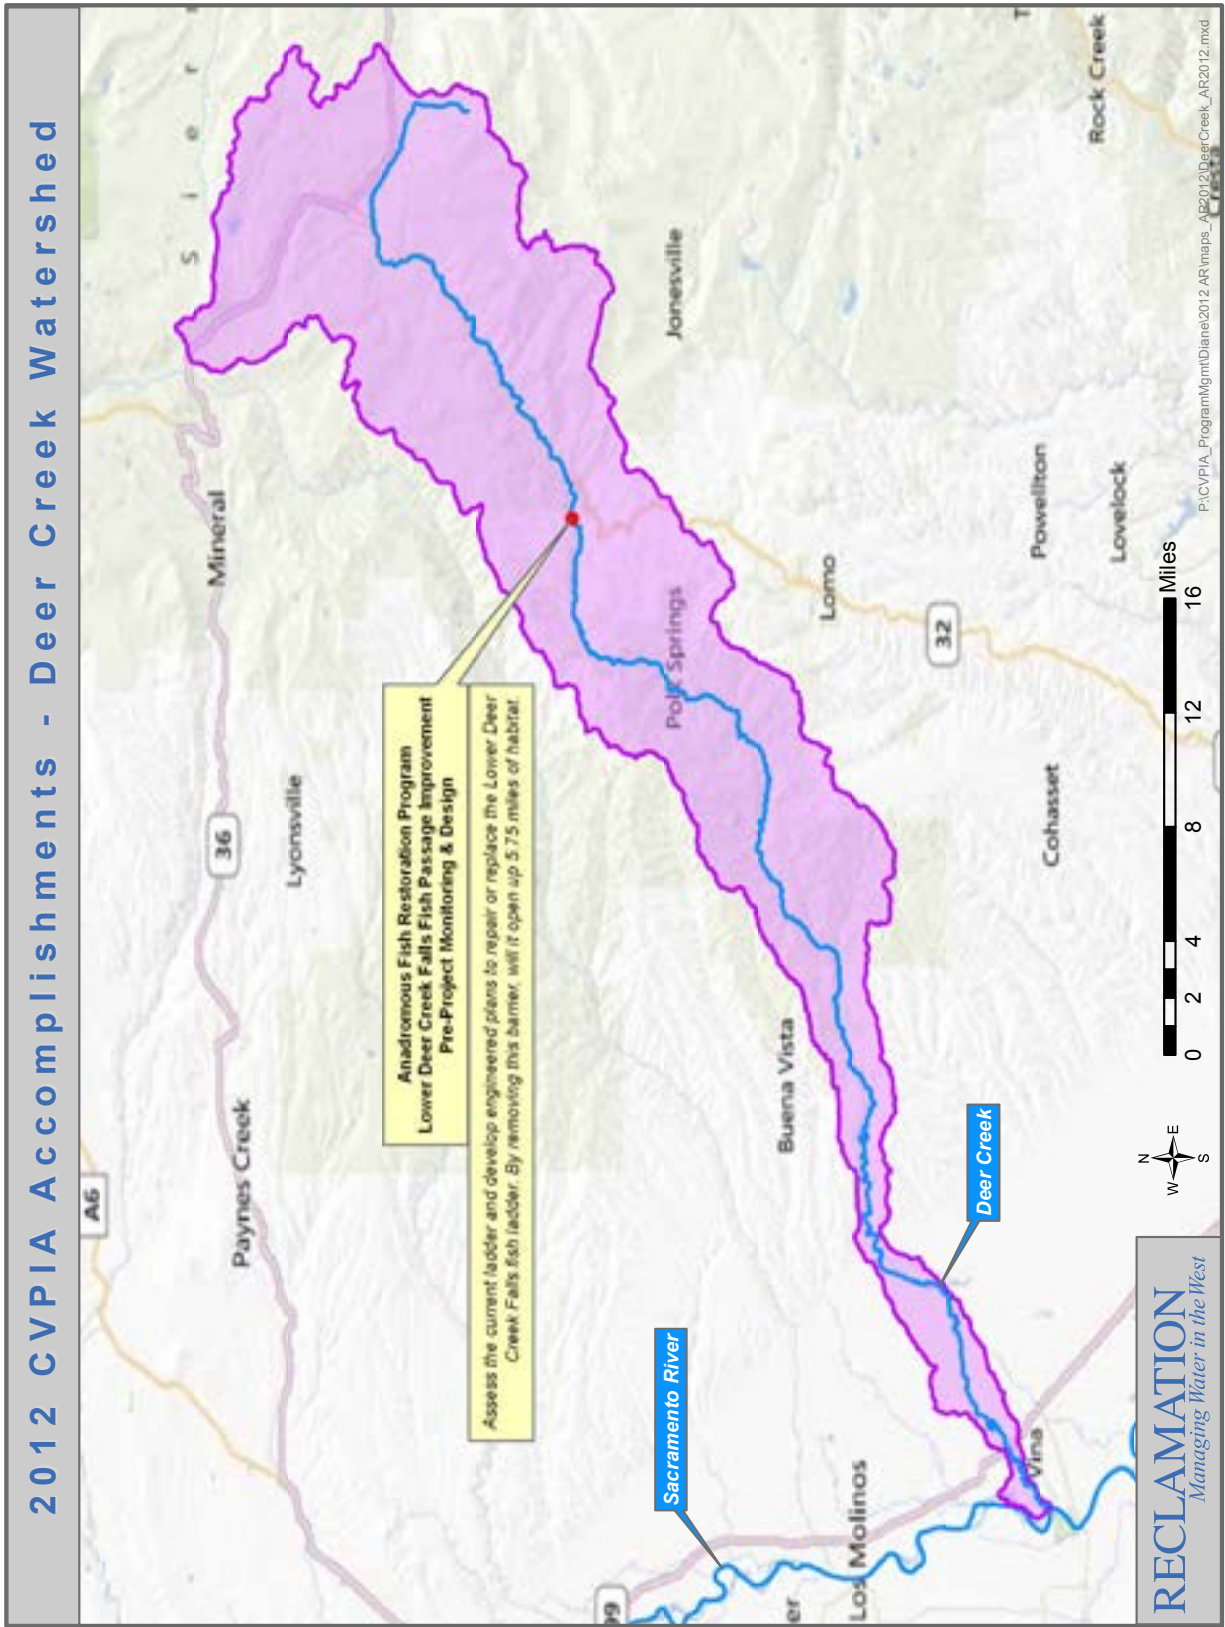 2012 CVPIA Accomplishments - Deer Creek Watershed
A6
36
Mineral
Sier
Paynes Creek
Lyonsville
Anadromous Fish Restoration Program
Lower Deer Creek Falls Fish Passage Improvement
Pre-Project Monitoring & Design
Assess the current ladder and develop engineered plans to repair or replace the Lower Deer
Creek Falls fish ladder. By removing this barrier, will it open up 5.75 miles of habitat.
99
Sacramento River
Polk Springs
Jonesville
er
Los Molinos
Buena Vista
Lomo
32
Deer Creek
Vina
Cohasset
Powellton
Lovelock
Rock Creek
Cresta
N
W
E
S
0 2 4 8 12 16 Miles
RECLAMATION
Managing Water in the West
P:\CVPIA_ProgramMgmt\Diane\2012 AR\maps_AR2012\DeerCreek_AR2012.mxd